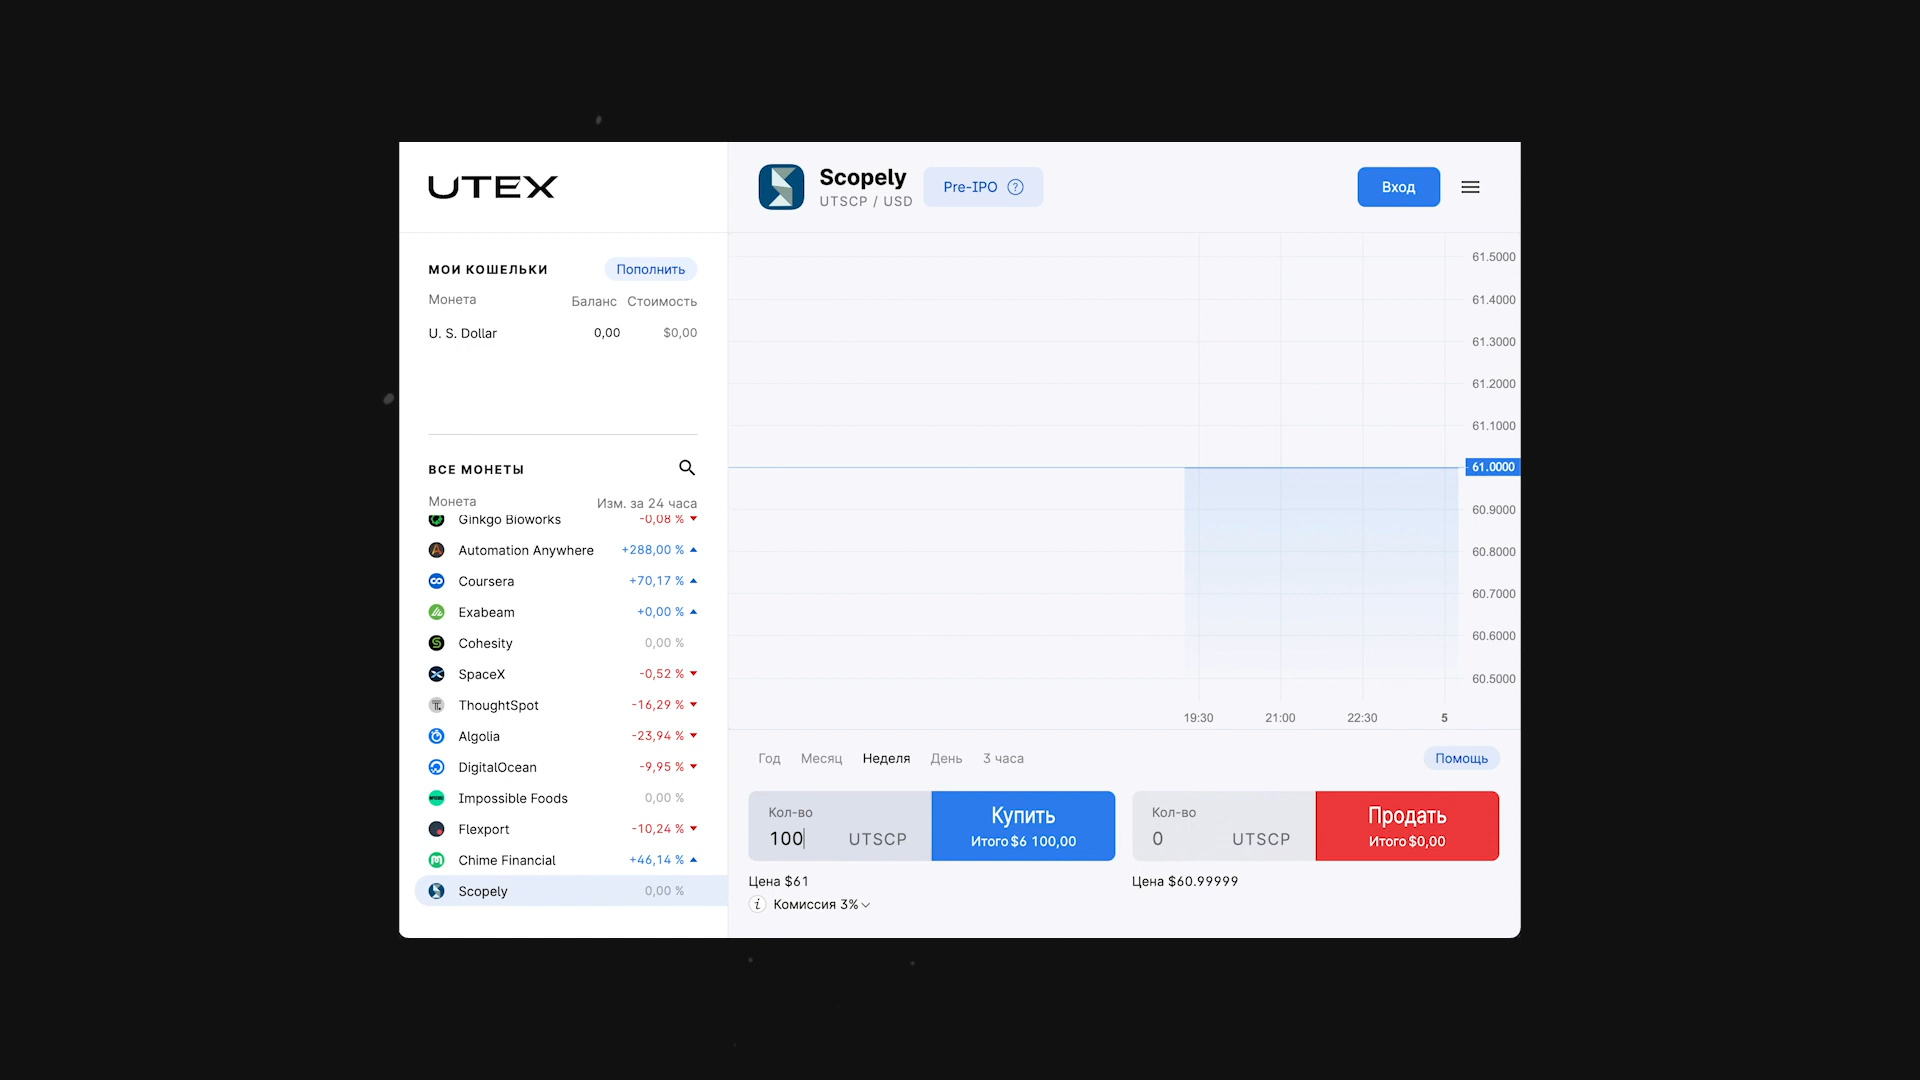 UTEX
Scopely
UTSCP / USD
Pre-IPO ?
Вход
МОИ КОШЕЛЬКИ
Пополнить
Монета Баланс Стоимость
U. S. Dollar 0,00 $0,00
ВСЕ МОНЕТЫ
Монета Изм. за 24 часа
Ginkgo Bioworks -0,08 %
Automation Anywhere +288,00 %
Coursera +70,17 %
Exabeam +0,00 %
Cohesity 0,00 %
SpaceX -0,52 %
ThoughtSpot -16,29 %
Algolia -23,94 %
DigitalOcean -9,95 %
Impossible Foods 0,00 %
Flexport -10,24 %
Chime Financial +46,14 %
Scopely 0,00 %
61.5000
61.4000
61.3000
61.2000
61.1000
61.0000
60.9000
60.8000
60.7000
60.6000
60.5000
19:30 21:00 22:30 5
Год Месяц Неделя День 3 часа
Помощь
Кол-во
100 UTSCP
Купить
Итого $6 100,00
Кол-во
0 UTSCP
Продать
Итого $0,00
Цена $61
Цена $60.99999
i Комиссия 3%